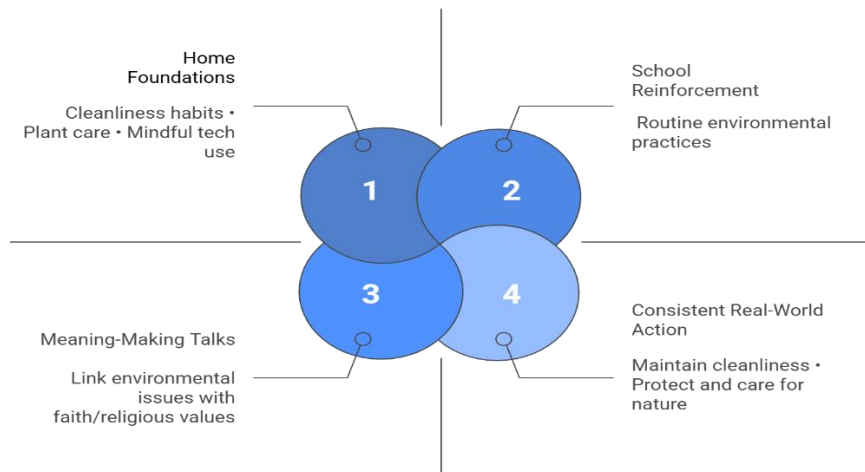 Home
Foundations
Cleanliness habits •
Plant care • Mindful tech
use
1
School
Reinforcement
Routine environmental
practices
2
Meaning-Making Talks
Link environmental
issues with
faith/religious values
3
Consistent Real-World
Action
Maintain cleanliness •
Protect and care for
nature
4